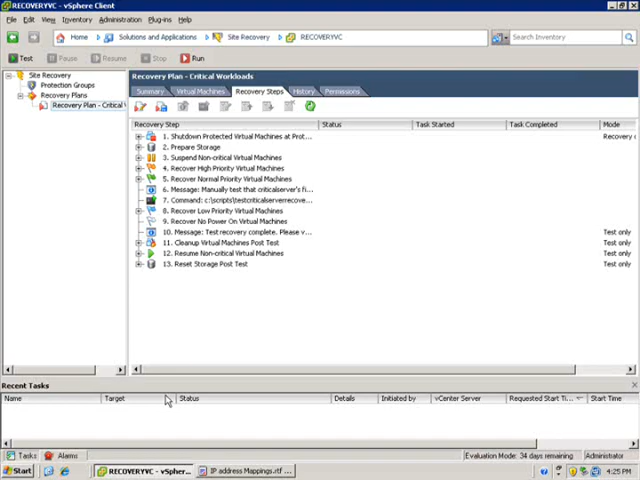 RECOVERYVC - vSphere Client
File Edit View Inventory Administration Plug-ins Help
Home Solutions and Applications Site Recovery RECOVERYVC Search Inventory
Test Pause Resume Stop Run
Site Recovery
Protection Groups
Recovery Plans
Recovery Plan - Critical W
Recovery Plan - Critical Workloads
Summary Virtual Machines Recovery Steps History Permissions
Recovery Step Status Task Started Task Completed Mode
1. Shutdown Protected Virtual Machines at Prot... Recovery o
2. Prepare Storage
3. Suspend Non-critical Virtual Machines
4. Recover High Priority Virtual Machines
5. Recover Normal Priority Virtual Machines
6. Message: Manually test that criticalserver's fi...
7. Command: c:\scripts\testcriticalserverrecove...
8. Recover Low Priority Virtual Machines
9. Recover No Power On Virtual Machines
10. Message: Test recovery complete. Please v... Test only
11. Cleanup Virtual Machines Post Test Test only
12. Resume Non-critical Virtual Machines Test only
13. Reset Storage Post Test Test only
Recent Tasks
Name Target Status Details Initiated by vCenter Server Requested Start Ti... Start Time
Tasks Alarms Evaluation Mode: 34 days remaining Administrator
Start RECOVERYVC - vSpher... IP address Mappings.rtf ... 4:25 PM